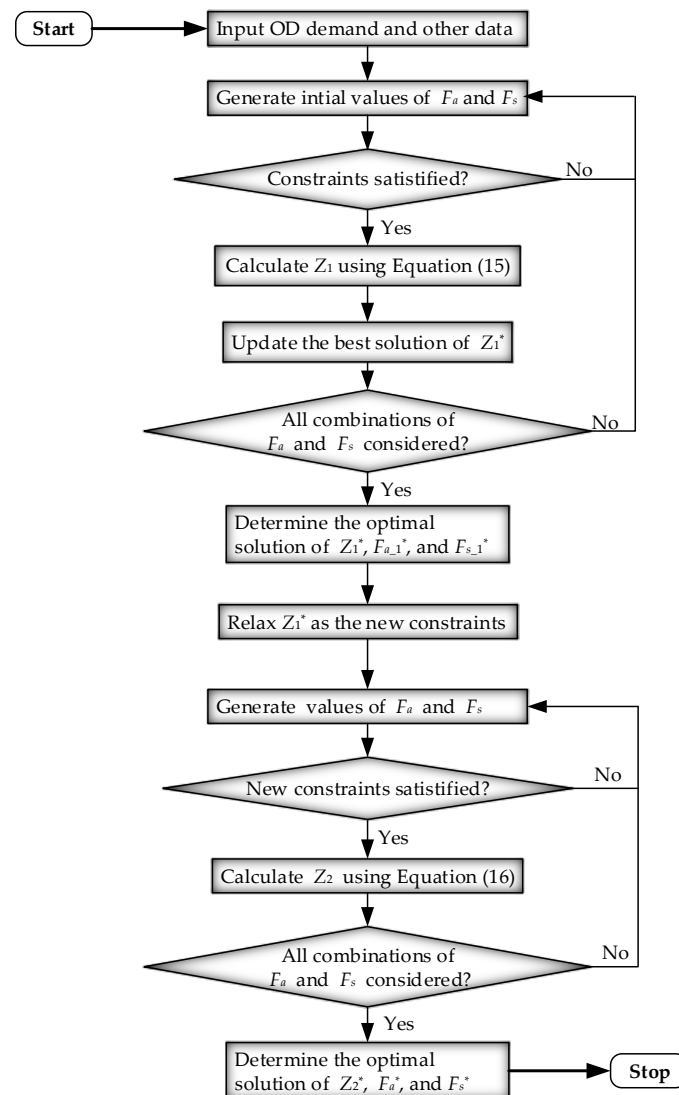 Start
Input OD demand and other data
Generate intial values of Fa and Fs
Constraints satistified?
No
Yes
Calculate Z1 using Equation (15)
Update the best solution of Z1*
All combinations of
Fa and Fs considered?
No
Yes
Determine the optimal
solution of Z1*, Fa_1*, and Fs_1*
Relax Z1* as the new constraints
Generate values of Fa and Fs
New constraints satistified?
No
Yes
Calculate Z2 using Equation (16)
All combinations of
Fa and Fs considered?
No
Yes
Determine the optimal
solution of Z2*, Fa*, and Fs*
Stop